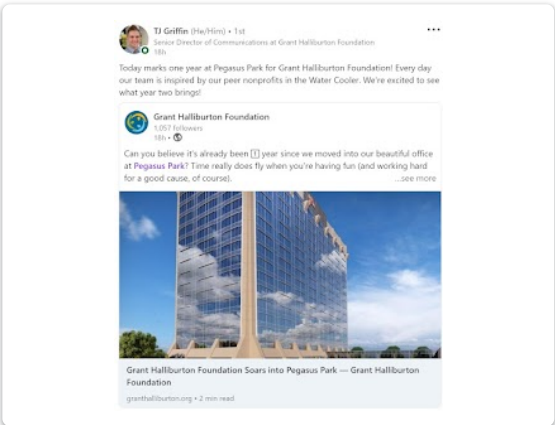 TJ Griffin (He/Him) • 1st
Senior Director of Communications at Grant Halliburton Foundation
18h
Today marks one year at Pegasus Park for Grant Halliburton Foundation! Every day
our team is inspired by our peer nonprofits in the Water Cooler. We're excited to see
what year two brings!
Grant Halliburton Foundation
1,057 followers
18h •
Can you believe it's already been 1 year since we moved into our beautiful office
at Pegasus Park? Time really does fly when you're having fun (and working hard
for a good cause, of course).
...see more
Grant Halliburton Foundation Soars into Pegasus Park — Grant Halliburton
Foundation
granthalliburton.org • 2 min read